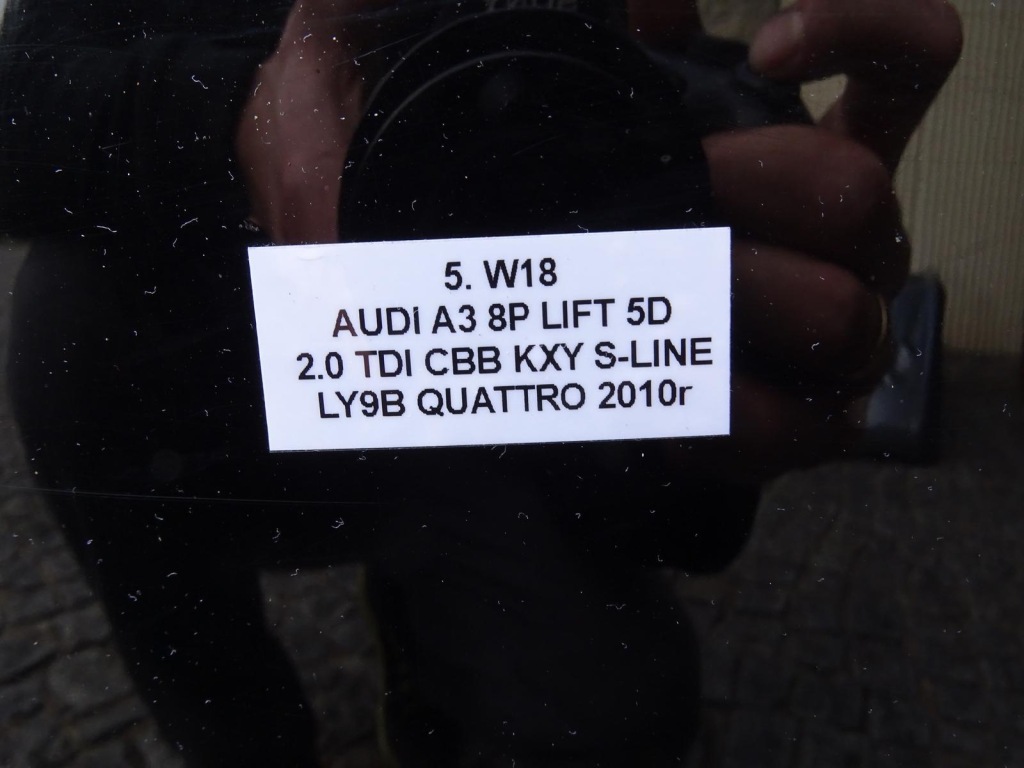 5. W18
AUDI A3 8P LIFT 5D
2.0 TDI CBB KXY S-LINE
LY9B QUATTRO 2010r